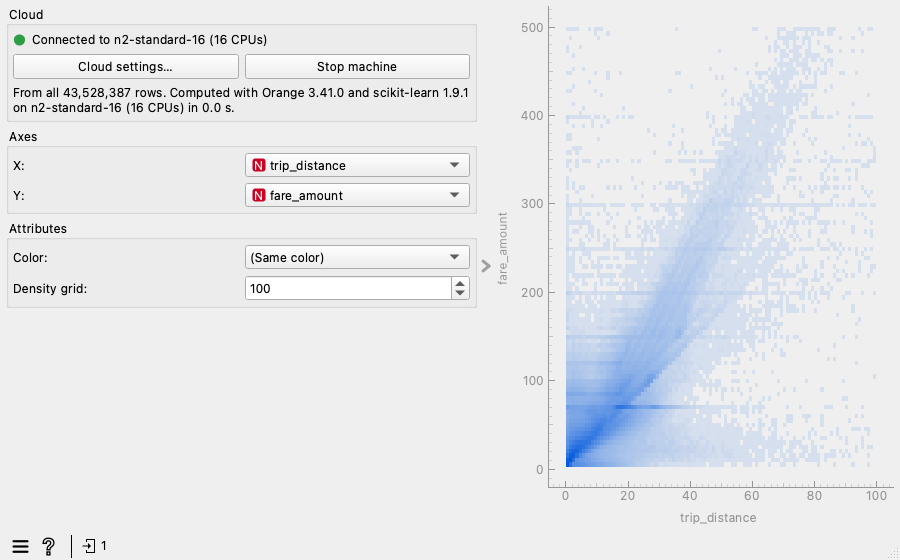 Cloud
Connected to n2-standard-16 (16 CPUs)
Cloud settings...
Stop machine
From all 43,528,387 rows. Computed with Orange 3.41.0 and scikit-learn 1.9.1
on n2-standard-16 (16 CPUs) in 0.0 s.
Axes
X:
N trip_distance
Y:
N fare_amount
Attributes
Color:
(Same color)
Density grid:
100
500
400
300
200
100
0
fare_amount
0 20 40 60 80 100
trip_distance
? 1